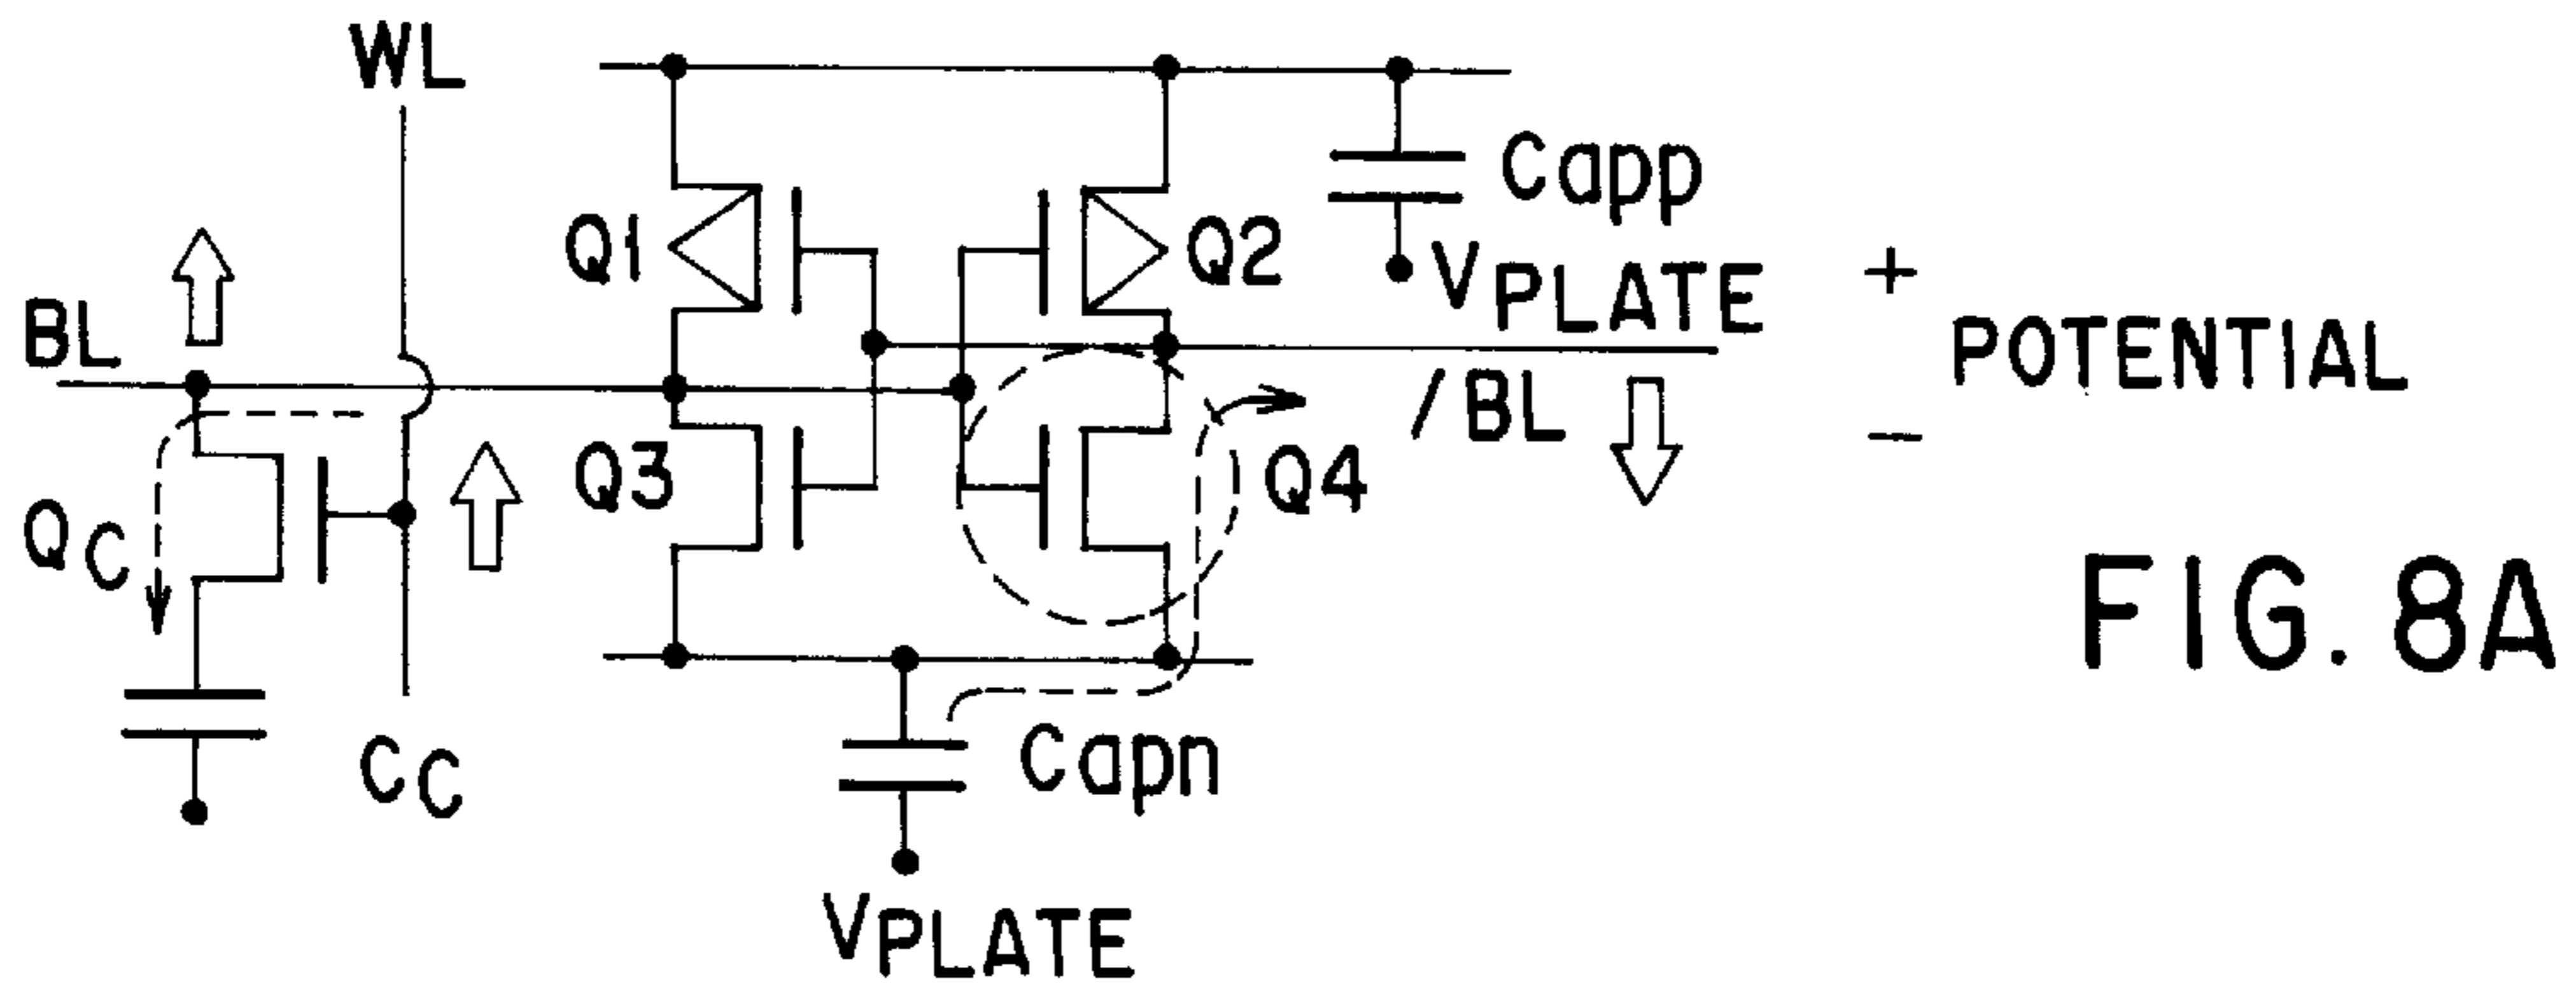 WL
Capp
Q1
Q2
VPLATE
+
BL
POTENTIAL
/BL
−
Q3
Q4
QC
FIG. 8A
CC
Capn
VPLATE